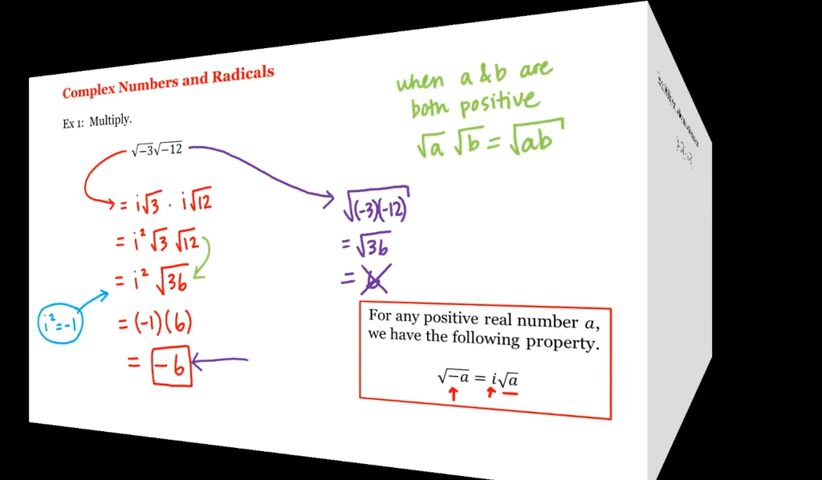 Complex Numbers and Radicals
Ex 1: Multiply.
√-3√-12
= i√3 · i√12
= i² √3 √12
= i² √36
i²=-1
= (-1)(6)
= -6
√(-3)(-12)
= √36
= 6
when a & b are
both positive
√a √b = √ab
For any positive real number a,
we have the following property.
√-a = i√a